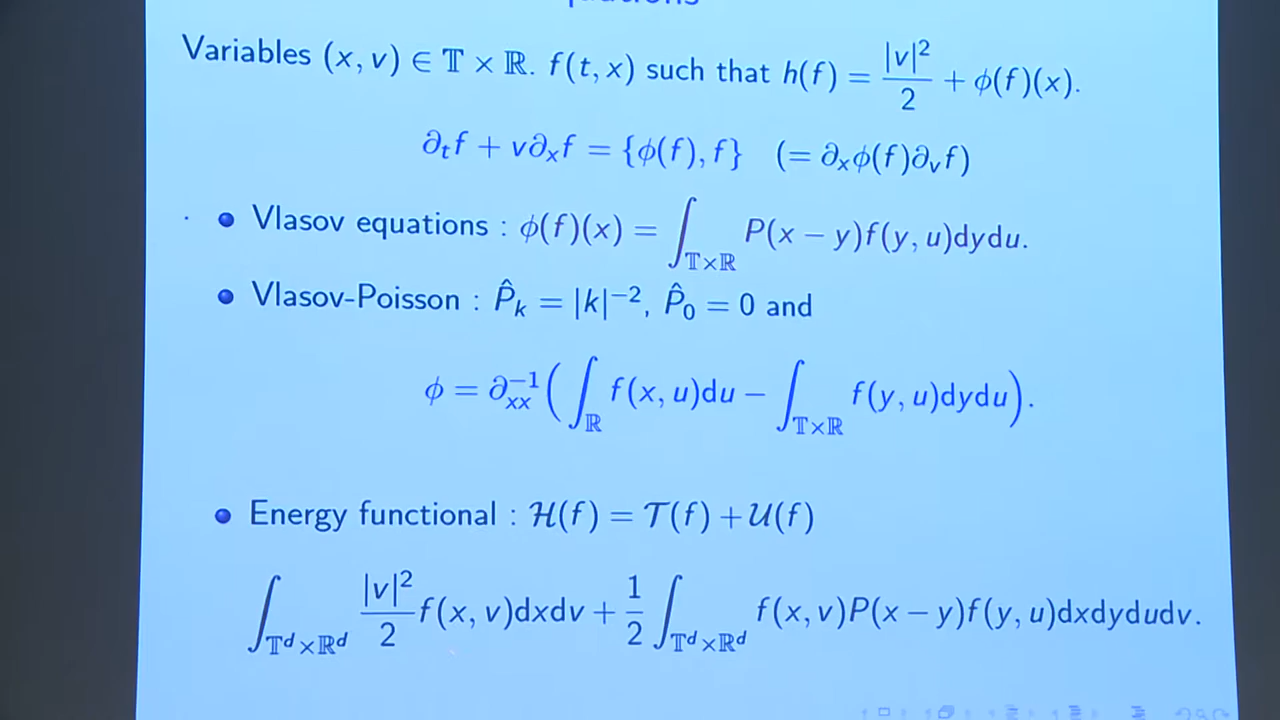 Variables (x, v) ∈ 𝕋 × ℝ. f(t, x) such that h(f) = |v|²/2 + ϕ(f)(x).
∂ₜf + v∂ₓf = {ϕ(f), f} (= ∂ₓϕ(f)∂ᵥf)
• Vlasov equations : ϕ(f)(x) = ∫_{𝕋×ℝ} P(x − y)f(y, u)dydu.
• Vlasov-Poisson : P̂ₖ = |k|⁻², P̂₀ = 0 and
ϕ = ∂ₓₓ⁻¹( ∫_ℝ f(x, u)du − ∫_{𝕋×ℝ} f(y, u)dydu ).
• Energy functional : ℋ(f) = 𝒯(f) + 𝒰(f)
∫_{𝕋ᵈ×ℝᵈ} |v|²/2 f(x, v)dxdv + 1/2 ∫_{𝕋ᵈ×ℝᵈ} f(x, v)P(x − y)f(y, u)dxdydudv.